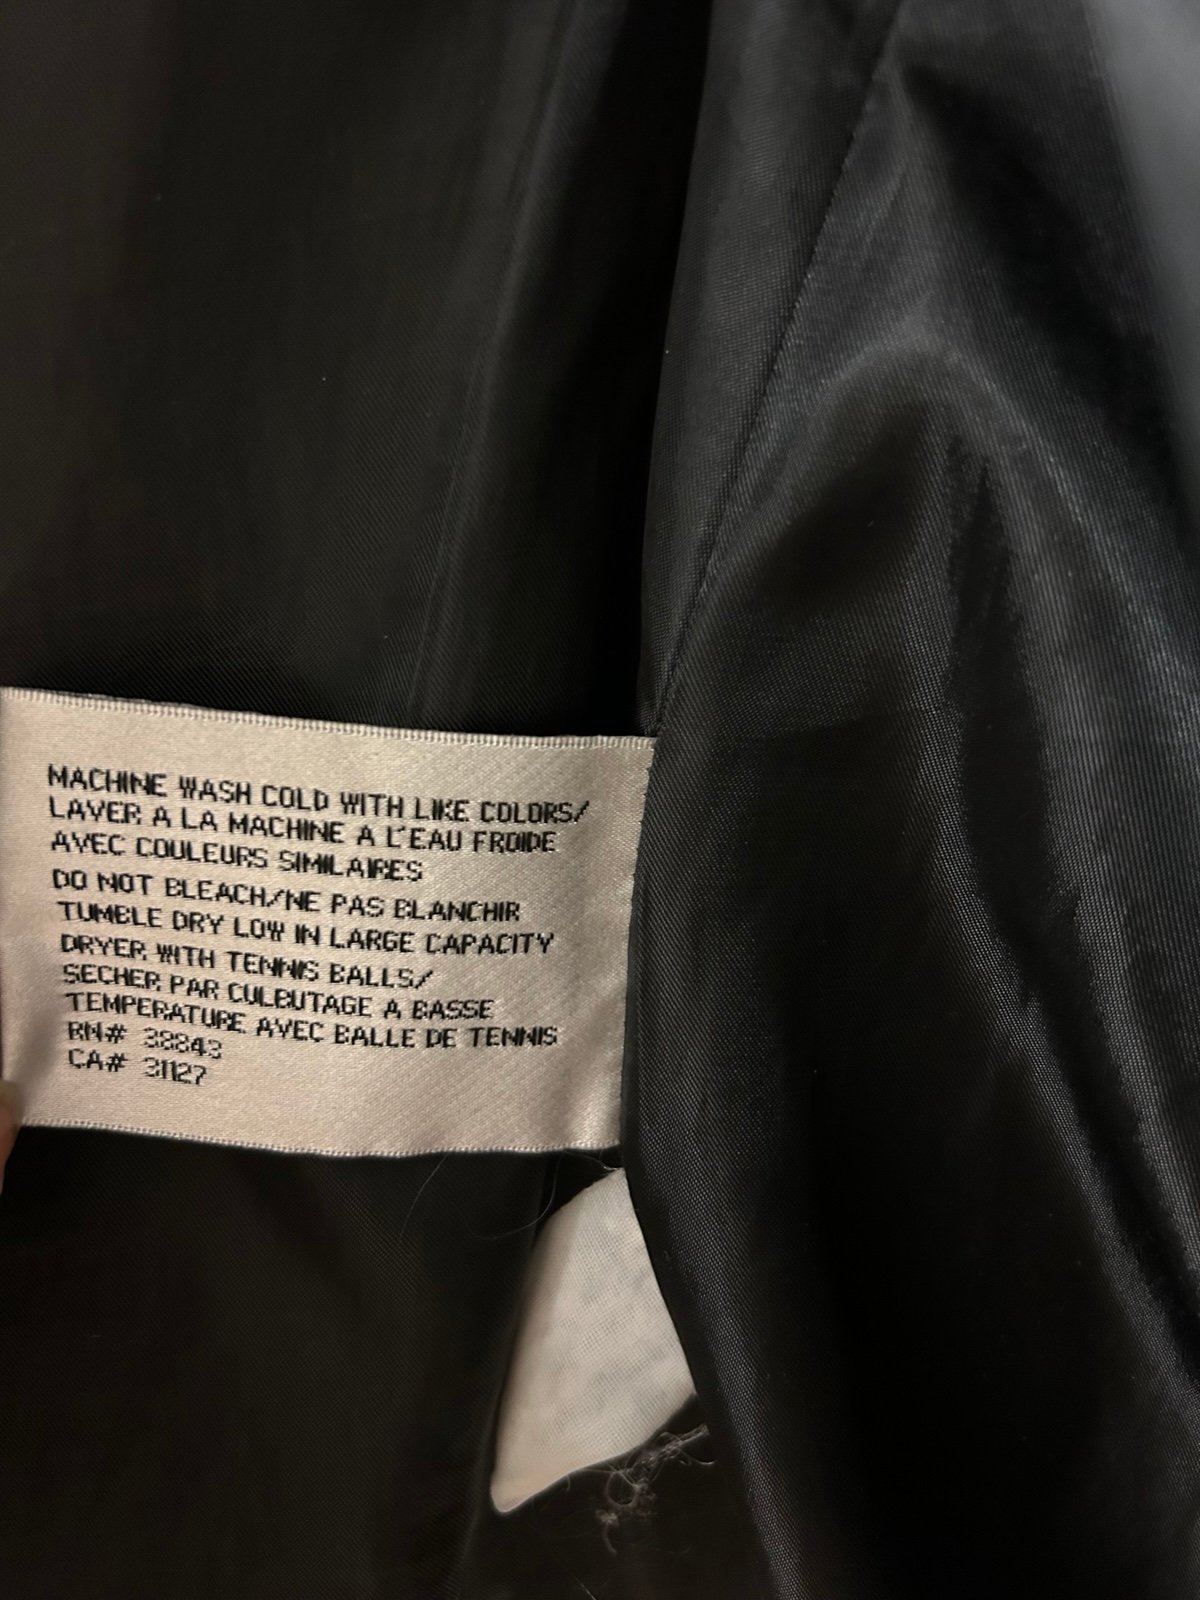 MACHINE WASH COLD WITH LIKE COLORS/
LAVER A LA MACHINE A L'EAU FROIDE
AVEC COULEURS SIMILAIRES
DO NOT BLEACH/NE PAS BLANCHIR
TUMBLE DRY LOW IN LARGE CAPACITY
DRYER WITH TENNIS BALLS/
SECHER PAR CULBUTAGE A BASSE
TEMPERATURE AVEC BALLE DE TENNIS
RN# 38843
CA# 31127